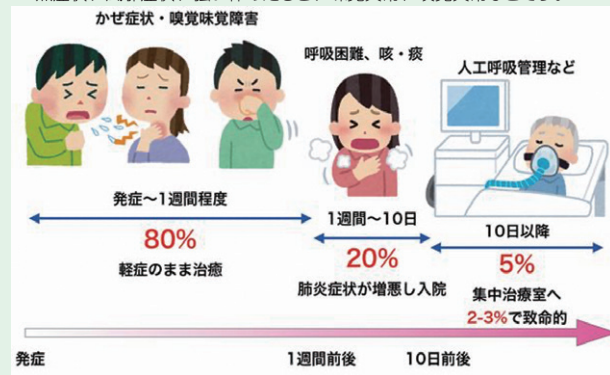 かぜ症状・嗅覚味覚障害
呼吸困難、咳・痰
人工呼吸管理など
発症〜1週間程度
80%
軽症のまま治癒
1週間〜10日
20%
肺炎症状が増悪し入院
10日以降
5%
集中治療室へ
2-3%で致命的
発症
1週間前後
10日前後